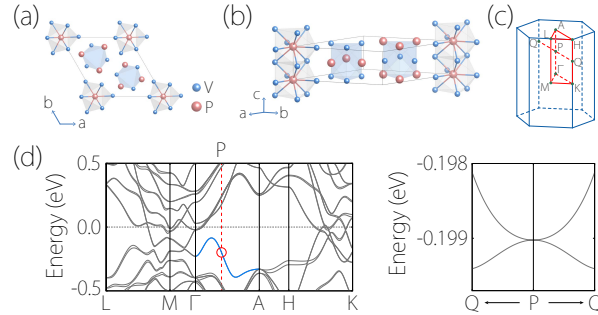 (a)
b
a
V
P
(b)
c
a
b
(c)
A
L
H
Q
P
Q
Γ
M
K
(d)
P
Energy (eV)
0.5
0.0
-0.5
L
M
Γ
A
H
K
Energy (eV)
-0.198
-0.199
Q
P
Q